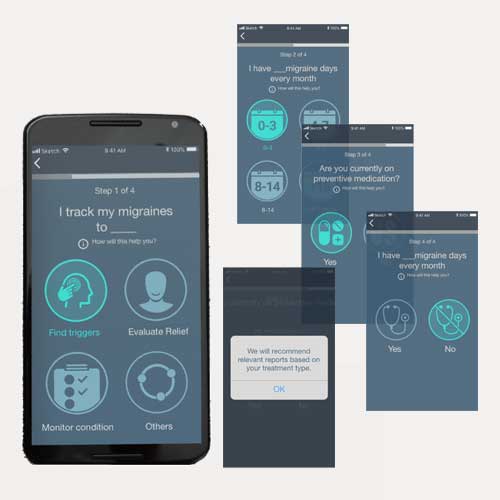 Sketch 9:41 AM 100%
Step 1 of 4
I track my migraines
to ____
How will this help you?
Find triggers
Evaluate Relief
Monitor condition
Others
Sketch 9:41 AM 100%
Step 2 of 4
I have __migraine days
every month
How will this help you?
0-3
4-7
0-3
8-14
8-14
Sketch 9:41 AM 100%
Step 3 of 4
Are you currently on
preventive medication?
How will this help you?
Yes
Sketch 9:41 AM 100%
Step 4 of 4
I have __migraine days
every month
How will this help you?
Yes
No
We will recommend
relevant reports based on
your treatment type.
OK